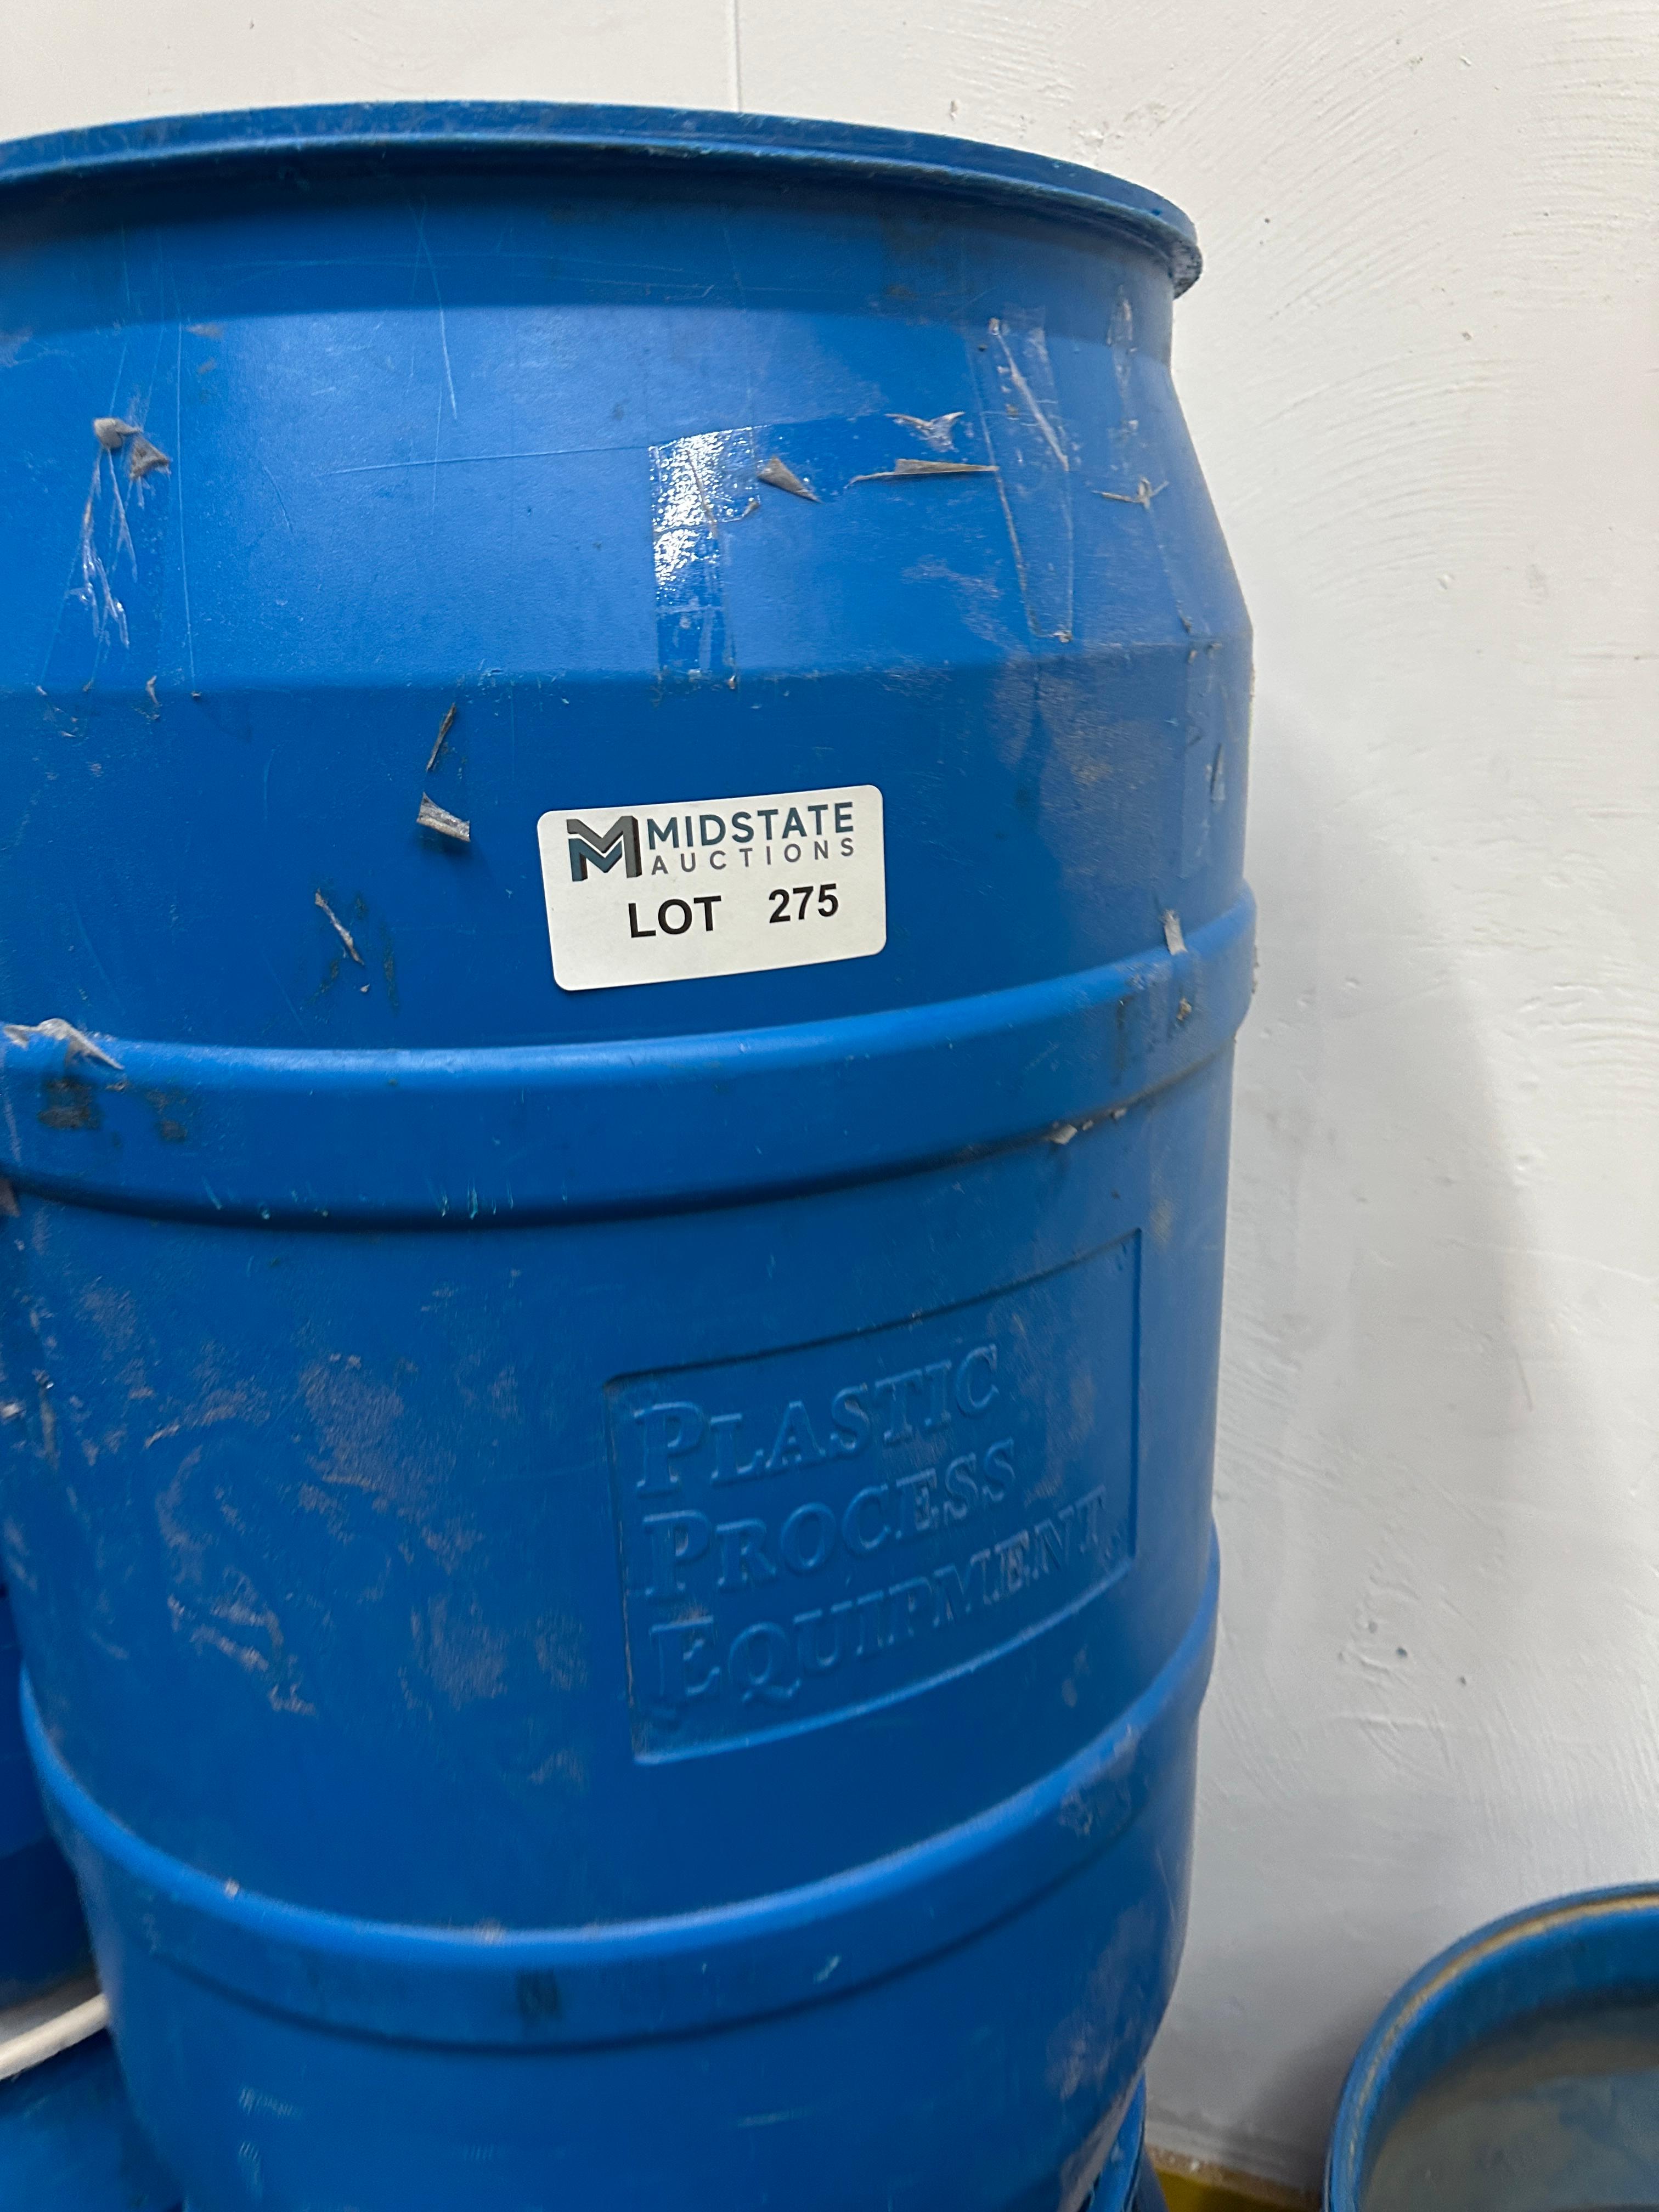 MIDSTATE
AUCTIONS
LOT 275
PLASTIC
PROCESS
EQUIPMENT